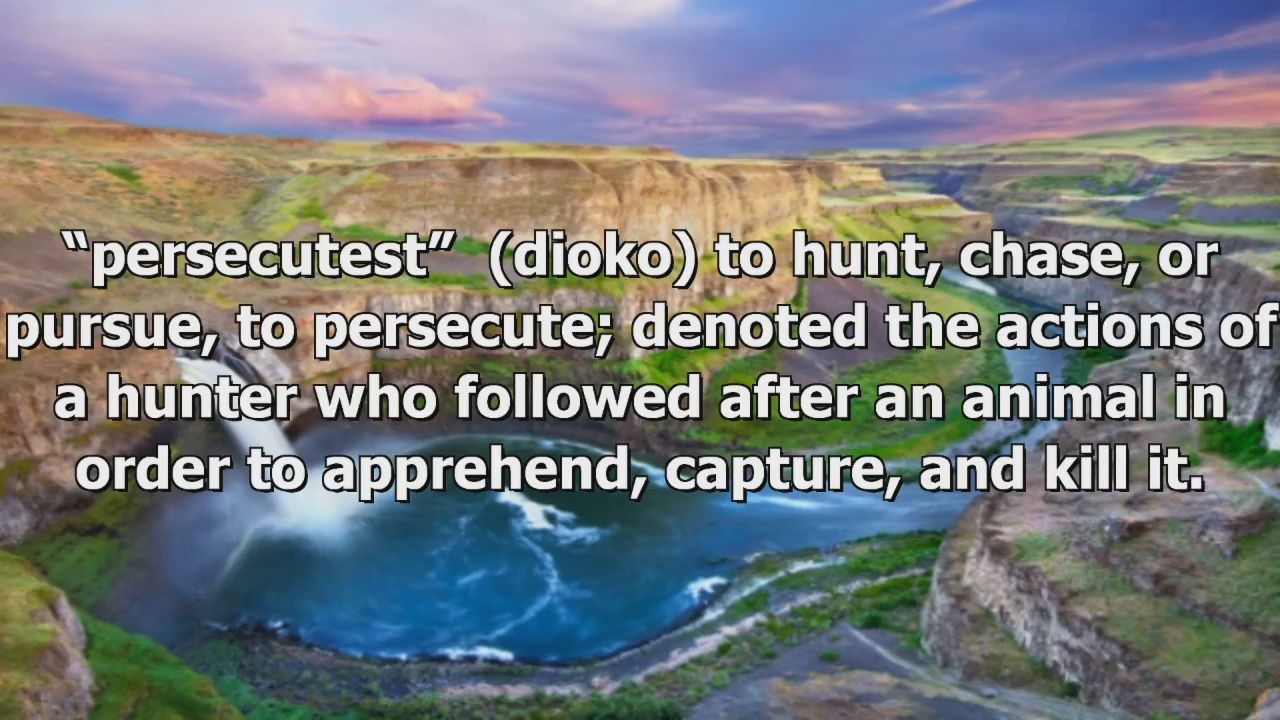 “persecutest”  (dioko) to hunt, chase, or
pursue, to persecute; denoted the actions of
a hunter who followed after an animal in
order to apprehend, capture, and kill it.